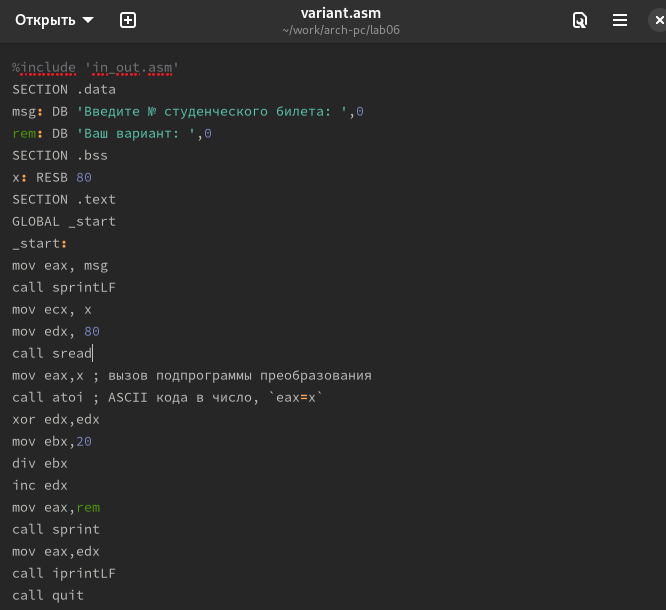 Открыть
variant.asm
~/work/arch-pc/lab06
%include 'in_out.asm'
SECTION .data
msg: DB 'Введите № студенческого билета: ',0
rem: DB 'Ваш вариант: ',0
SECTION .bss
x: RESB 80
SECTION .text
GLOBAL _start
_start:
mov eax, msg
call sprintLF
mov ecx, x
mov edx, 80
call sread
mov eax,x ; вызов подпрограммы преобразования
call atoi ; ASCII кода в число, `eax=x`
xor edx,edx
mov ebx,20
div ebx
inc edx
mov eax,rem
call sprint
mov eax,edx
call iprintLF
call quit